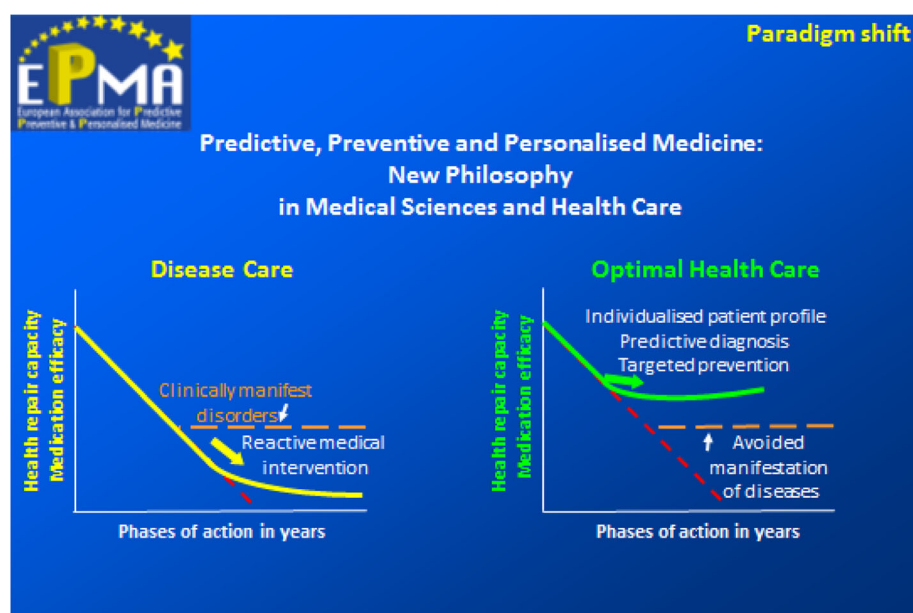 Paradigm shift
EPMA
European Association for Predictive
Preventive & Personalised Medicine
Predictive, Preventive and Personalised Medicine:
New Philosophy
in Medical Sciences and Health Care
Disease Care
Health repair capacity
Medication efficacy
Clinically manifest
disorders
Reactive medical
intervention
Phases of action in years
Optimal Health Care
Health repair capacity
Medication efficacy
Individualised patient profile
Predictive diagnosis
Targeted prevention
Avoided
manifestation
of diseases
Phases of action in years